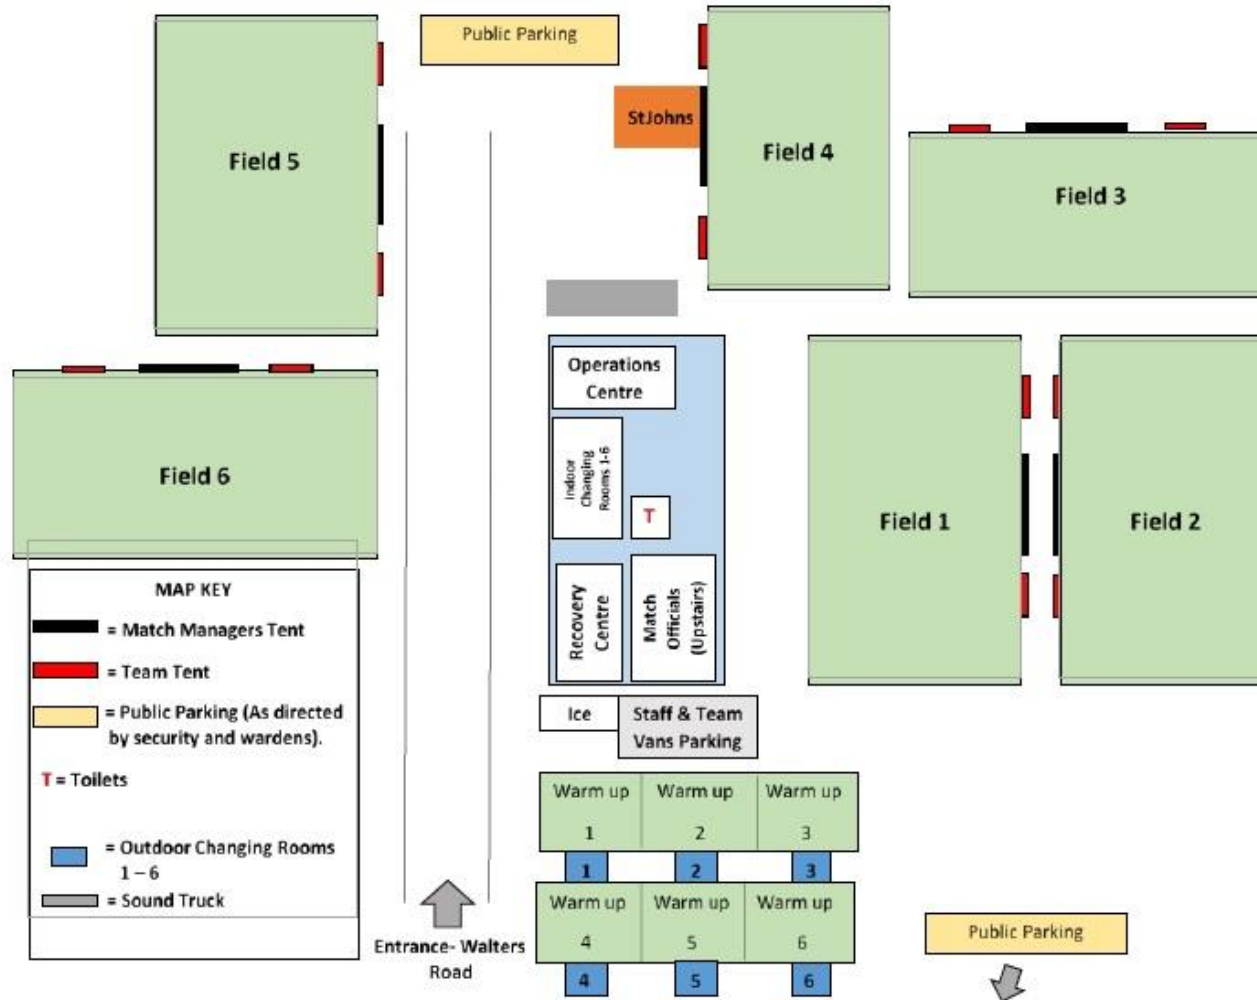 Public Parking
StJohns
Field 5
Field 4
Field 3
Operations
Centre
Indoor
Changing
Rooms 1-6
T
Field 6
Field 1
Field 2
Recovery
Centre
Match
Officials
(Upstairs)
MAP KEY
= Match Managers Tent
= Team Tent
= Public Parking (As directed
by security and wardens).
T = Toilets
= Outdoor Changing Rooms
1 – 6
= Sound Truck
Ice
Staff & Team
Vans Parking
Warm up
1
Warm up
2
Warm up
3
1
2
3
Warm up
4
Warm up
5
Warm up
6
4
5
6
Entrance- Walters
Road
Public Parking